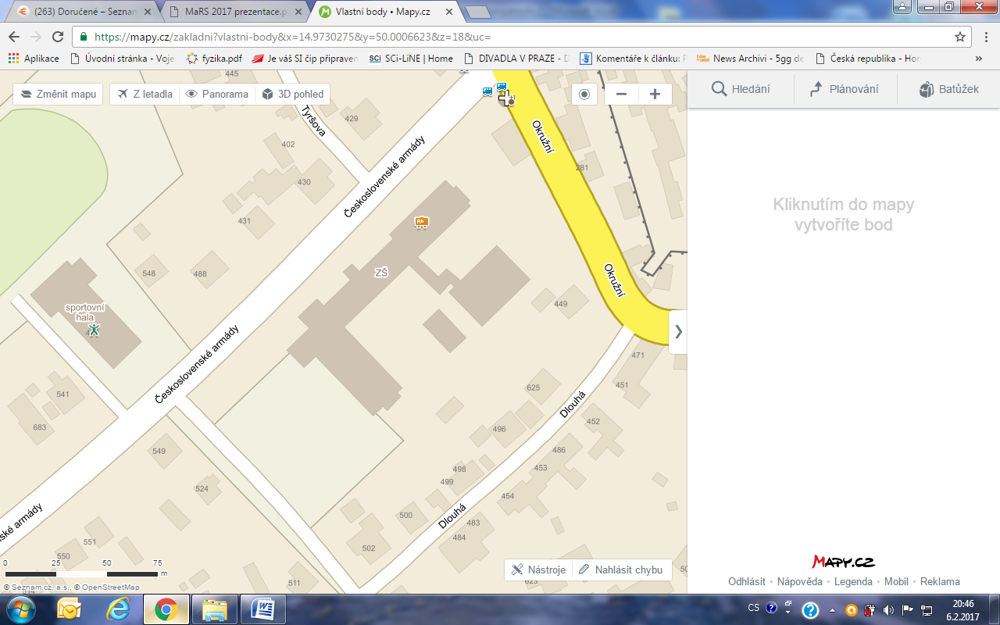 (263) Doručené – Seznam
MaRS 2017 prezentace.p
Vlastní body • Mapy.cz
https://mapy.cz/zakladni?vlastni-body&x=14.9730275&y=50.0006623&z=18&uc=
Aplikace
Úvodní stránka - Voje
fyzika.pdf
Je váš SI čip připraven
SCi-LiNE | Home
DIVADLA V PRAZE - D
Komentáře k článku:
News Archivi - 5gg de
Česká republika - Hor
»
Změnit mapu
Z letadla
Panorama
3D pohled
Hledání
Plánování
Batůžek
Kliknutím do mapy
vytvoříte bod
445
Tyršova
429
402
430
431
Československé armády
Okružní
281
ZŠ
548
488
Okružní
449
sportovní
hala
Československé armády
471
451
541
683
625
Dlouhá
452
496
549
486
453
498
499
524
454
500
Dlouhá
483
484
502
ské armády
551
550
511
623
0 25 50 75 m
© Seznam.cz, a.s., © OpenStreetMap
Nástroje
Nahlásit chybu
Mapy.cz
Odhlásit • Nápověda • Legenda • Mobil • Reklama
CS
20:46
6.2.2017